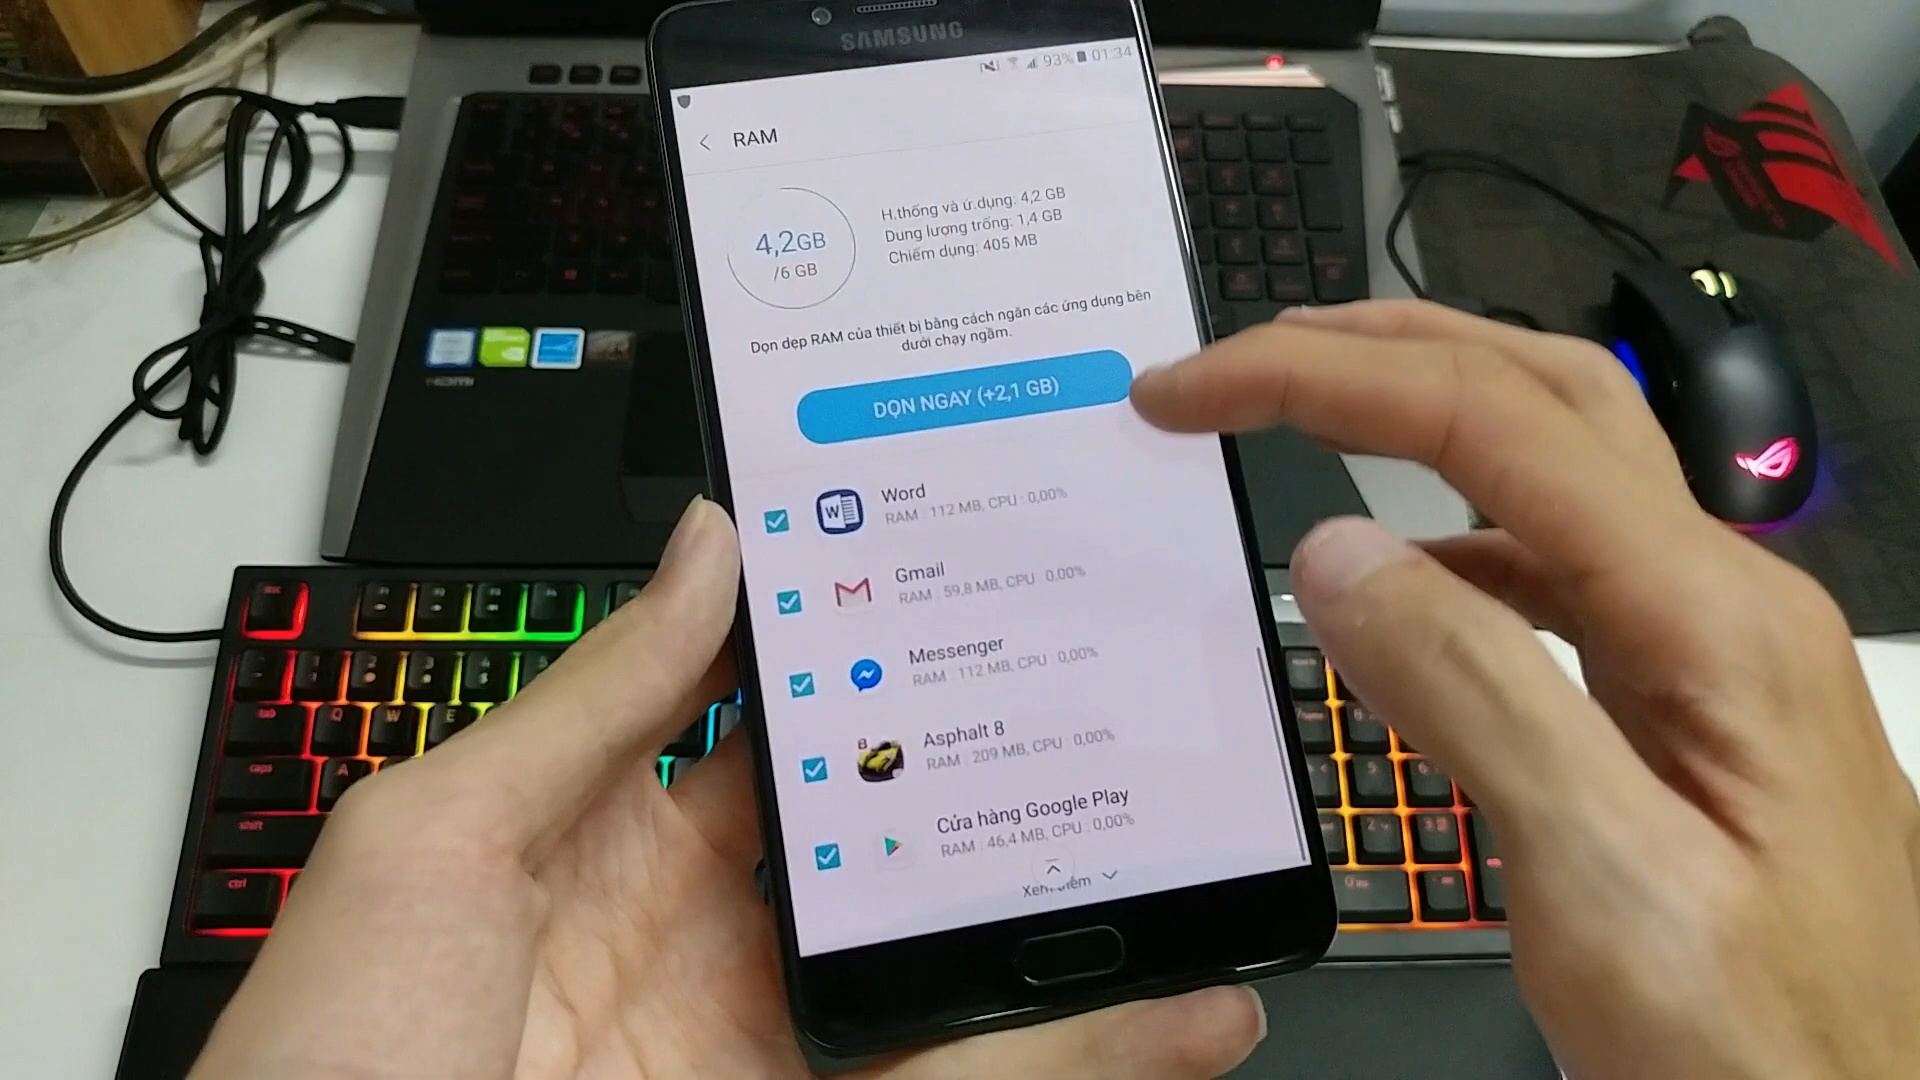 SAMSUNG
93% 01:34
RAM
4,2GB
/6 GB
H.thống và ứ.dụng: 4,2 GB
Dung lượng trống: 1,4 GB
Chiếm dụng: 405 MB
Dọn dẹp RAM của thiết bị bằng cách ngăn các ứng dụng bên
dưới chạy ngầm.
DỌN NGAY (+2,1 GB)
Word
RAM : 112 MB, CPU : 0,00%
Gmail
RAM : 59,8 MB, CPU : 0,00%
Messenger
RAM : 112 MB, CPU : 0,00%
Asphalt 8
RAM : 209 MB, CPU : 0,00%
Cửa hàng Google Play
RAM : 46,4 MB, CPU : 0,00%
tab
Q W E
caps
A
shift
ctrl